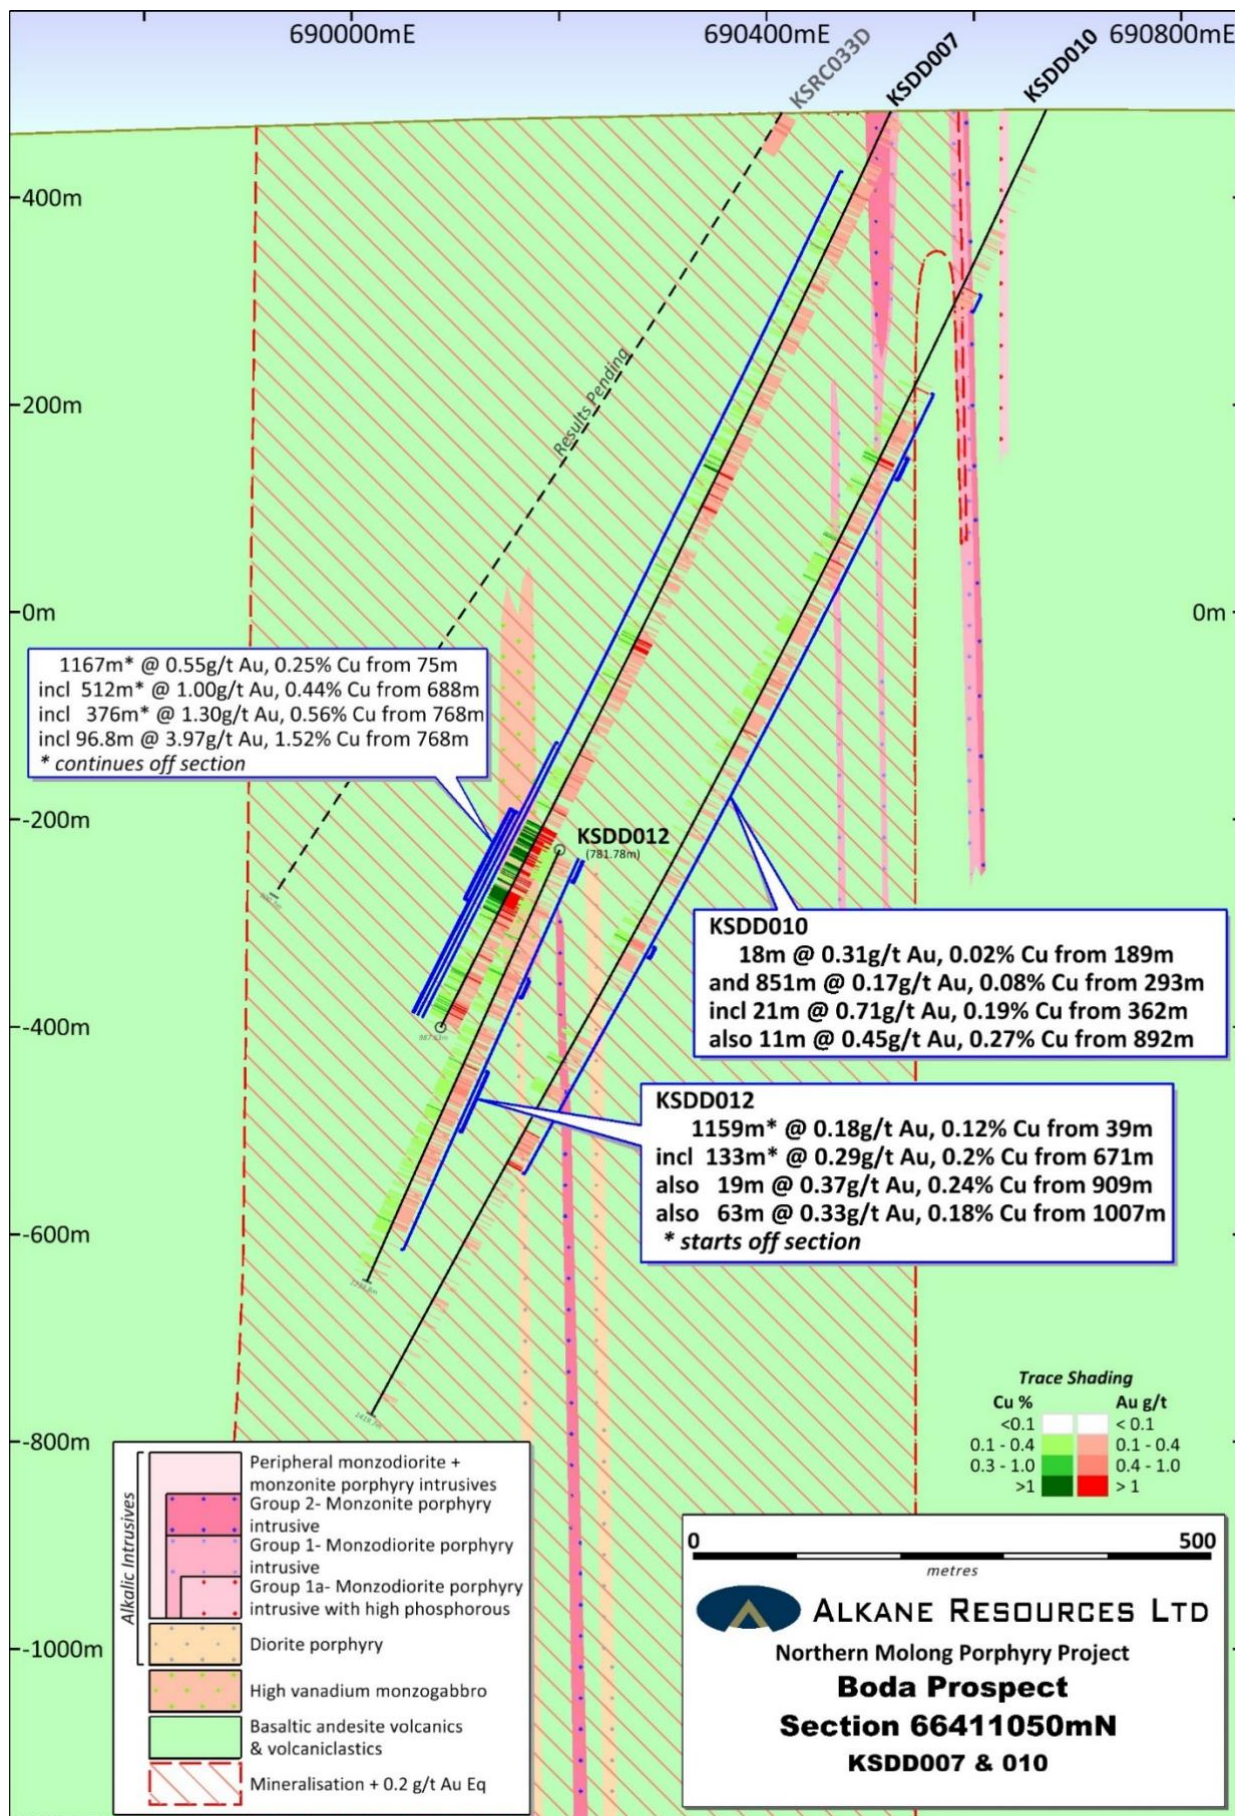 690000mE
690400mE
690800mE
KSRC033D
KSDD007
KSDD010
400m
200m
0m
0m
-200m
-400m
-600m
-800m
-1000m
Results Pending
1167m* @ 0.55g/t Au, 0.25% Cu from 75m
incl 512m* @ 1.00g/t Au, 0.44% Cu from 688m
incl 376m* @ 1.30g/t Au, 0.56% Cu from 768m
incl 96.8m @ 3.97g/t Au, 1.52% Cu from 768m
* continues off section
KSDD012
(781.78m)
KSDD010
18m @ 0.31g/t Au, 0.02% Cu from 189m
and 851m @ 0.17g/t Au, 0.08% Cu from 293m
incl 21m @ 0.71g/t Au, 0.19% Cu from 362m
also 11m @ 0.45g/t Au, 0.27% Cu from 892m
KSDD012
1159m* @ 0.18g/t Au, 0.12% Cu from 39m
incl 133m* @ 0.29g/t Au, 0.2% Cu from 671m
also 19m @ 0.37g/t Au, 0.24% Cu from 909m
also 63m @ 0.33g/t Au, 0.18% Cu from 1007m
* starts off section
Trace Shading
Cu % Au g/t
<0.1 < 0.1
0.1 - 0.4 0.1 - 0.4
0.3 - 1.0 0.4 - 1.0
>1 > 1
Alkalic Intrusives
Peripheral monzodiorite +
monzonite porphyry intrusives
Group 2- Monzonite porphyry
intrusive
Group 1- Monzodiorite porphyry
intrusive
Group 1a- Monzodiorite porphyry
intrusive with high phosphorous
Diorite porphyry
High vanadium monzogabbro
Basaltic andesite volcanics
& volcaniclastics
Mineralisation + 0.2 g/t Au Eq
0 500
metres
ALKANE RESOURCES LTD
Northern Molong Porphyry Project
Boda Prospect
Section 66411050mN
KSDD007 & 010